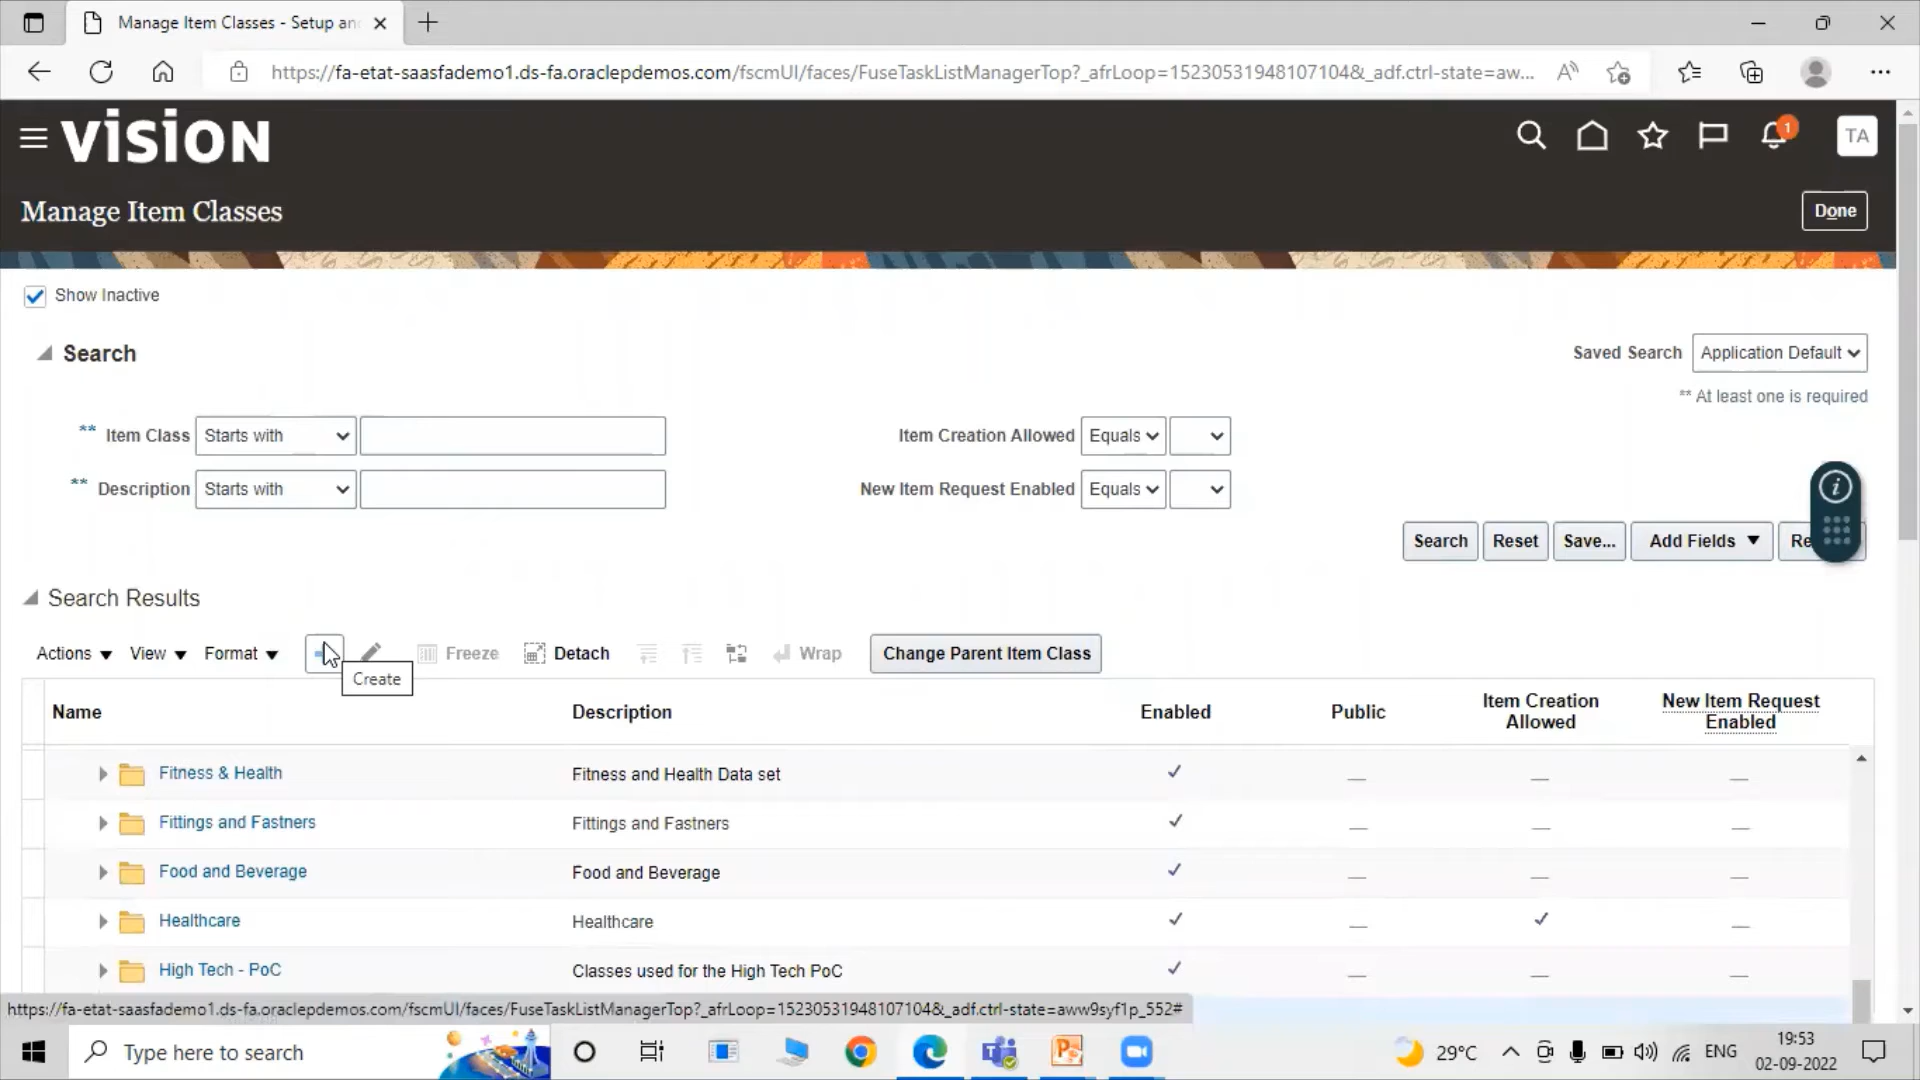 Manage Item Classes - Setup an
https://fa-etat-saasfademo1.ds-fa.oraclepdemos.com/fscmUI/faces/FuseTaskListManagerTop?_afrLoop=15230531948107104&_adf.ctrl-state=aw...
VISION
1
TA
Manage Item Classes
Done
Show Inactive
Search
Saved Search Application Default
** At least one is required
** Item Class Starts with
Item Creation Allowed Equals
** Description Starts with
New Item Request Enabled Equals
Search Reset Save... Add Fields Re
Search Results
Actions View Format Freeze Detach Wrap Change Parent Item Class
Create
Name Description Enabled Public Item Creation Allowed New Item Request Enabled
Fitness & Health Fitness and Health Data set
Fittings and Fastners Fittings and Fastners
Food and Beverage Food and Beverage
Healthcare Healthcare
High Tech - PoC Classes used for the High Tech PoC
https://fa-etat-saasfademo1.ds-fa.oraclepdemos.com/fscmUI/faces/FuseTaskListManagerTop?_afrLoop=15230531948107104&_adf.ctrl-state=aww9syf1p_552#
Type here to search
29°C
ENG
19:53
02-09-2022